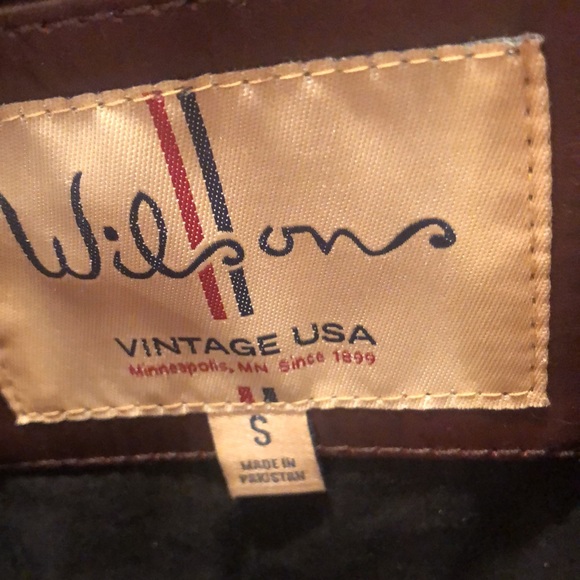 Wilsons
VINTAGE USA
Minneapolis, MN Since 1899
S
MADE IN
PAKISTAN